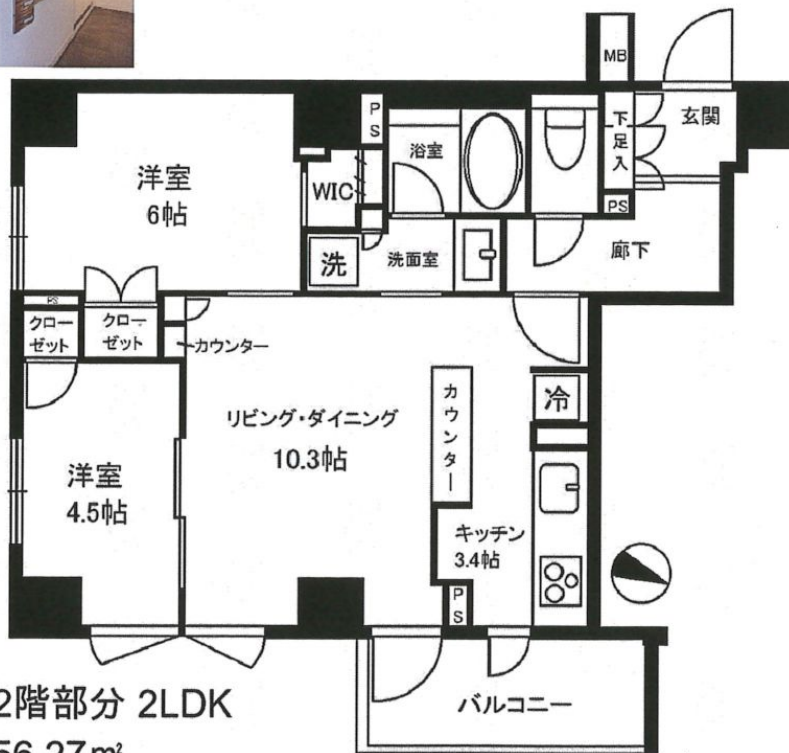 MB
PS
下足入
玄関
浴室
洋室
6帖
WIC
PS
洗
洗面室
廊下
PS
クロー
ゼット
クロー
ゼット
カウンター
カウンター
冷
リビング・ダイニング
10.3帖
洋室
4.5帖
キッチン
3.4帖
PS
バルコニー
2階部分 2LDK
56.27㎡